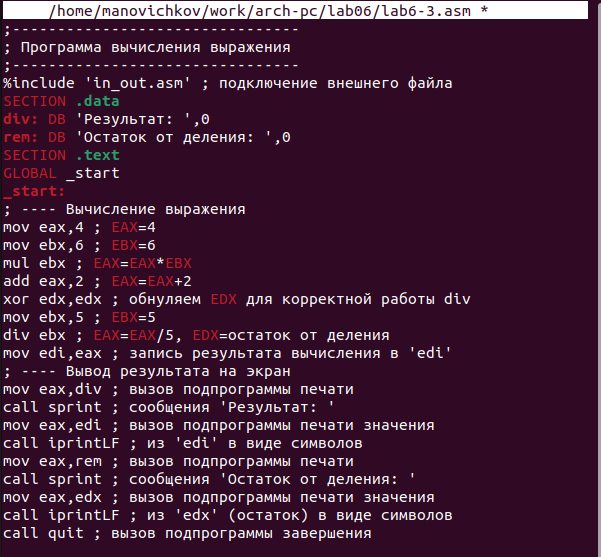 /home/manovichkov/work/arch-pc/lab06/lab6-3.asm *
;--------------------------------
; Программа вычисления выражения
;--------------------------------
%include 'in_out.asm' ; подключение внешнего файла
SECTION .data
div: DB 'Результат: ',0
rem: DB 'Остаток от деления: ',0
SECTION .text
GLOBAL _start
_start:
; ---- Вычисление выражения
mov eax,4 ; EAX=4
mov ebx,6 ; EBX=6
mul ebx ; EAX=EAX*EBX
add eax,2 ; EAX=EAX+2
xor edx,edx ; обнуляем EDX для корректной работы div
mov ebx,5 ; EBX=5
div ebx ; EAX=EAX/5, EDX=остаток от деления
mov edi,eax ; запись результата вычисления в 'edi'
; ---- Вывод результата на экран
mov eax,div ; вызов подпрограммы печати
call sprint ; сообщения 'Результат: '
mov eax,edi ; вызов подпрограммы печати значения
call iprintLF ; из 'edi' в виде символов
mov eax,rem ; вызов подпрограммы печати
call sprint ; сообщения 'Остаток от деления: '
mov eax,edx ; вызов подпрограммы печати значения
call iprintLF ; из 'edx' (остаток) в виде символов
call quit ; вызов подпрограммы завершения